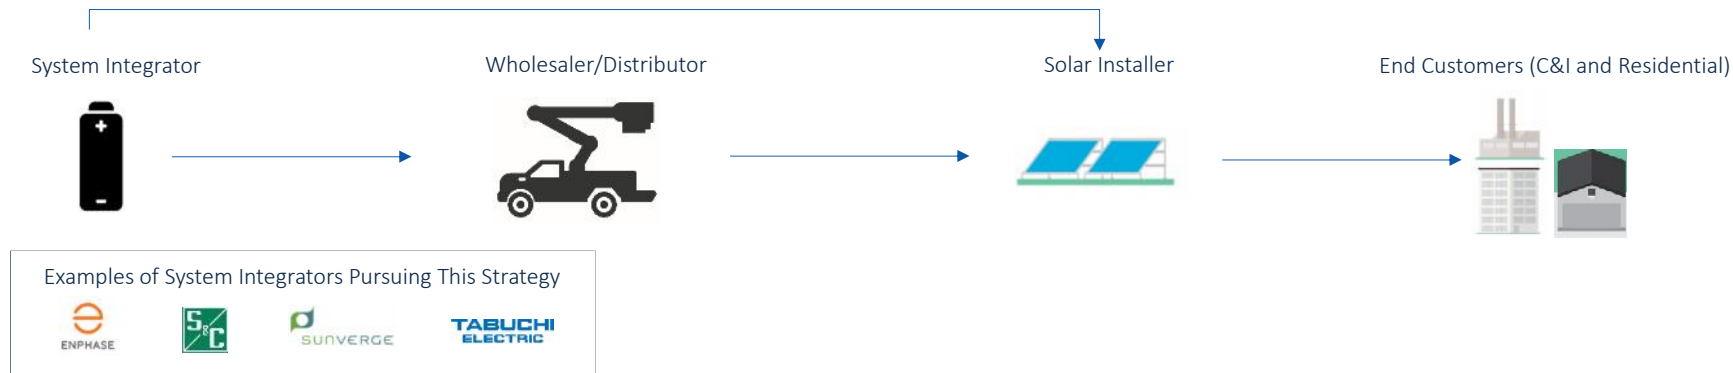 System Integrator
Wholesaler/Distributor
Solar Installer
End Customers (C&I and Residential)
Examples of System Integrators Pursuing This Strategy
ENPHASE
S&C
SUNVERGE
TABUCHI
ELECTRIC